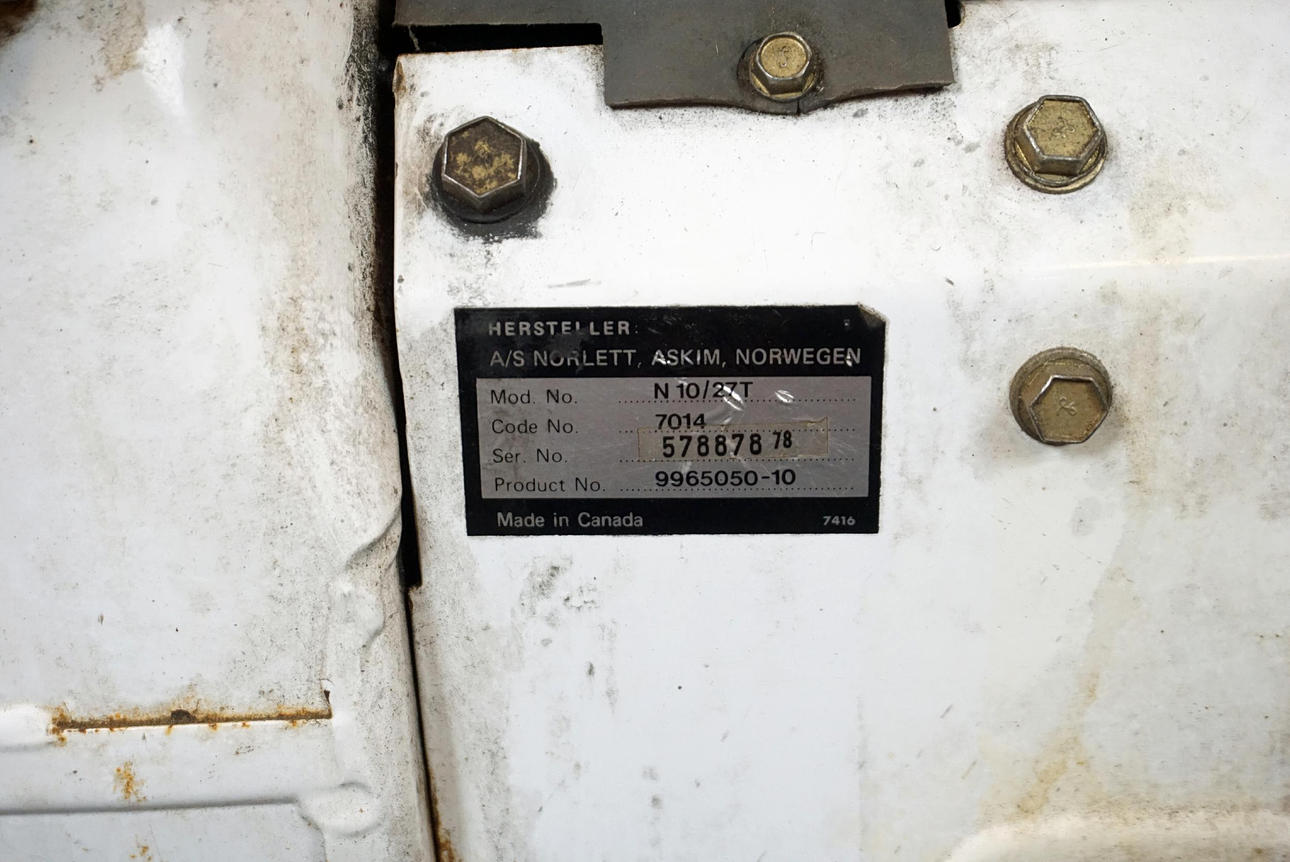 HERSTELLER:
A/S NORLETT, ASKIM, NORWEGEN
Mod. No. N 10/27T
Code No. 7014
Ser. No. 578878 78
Product No. 9965050-10
Made in Canada 7416